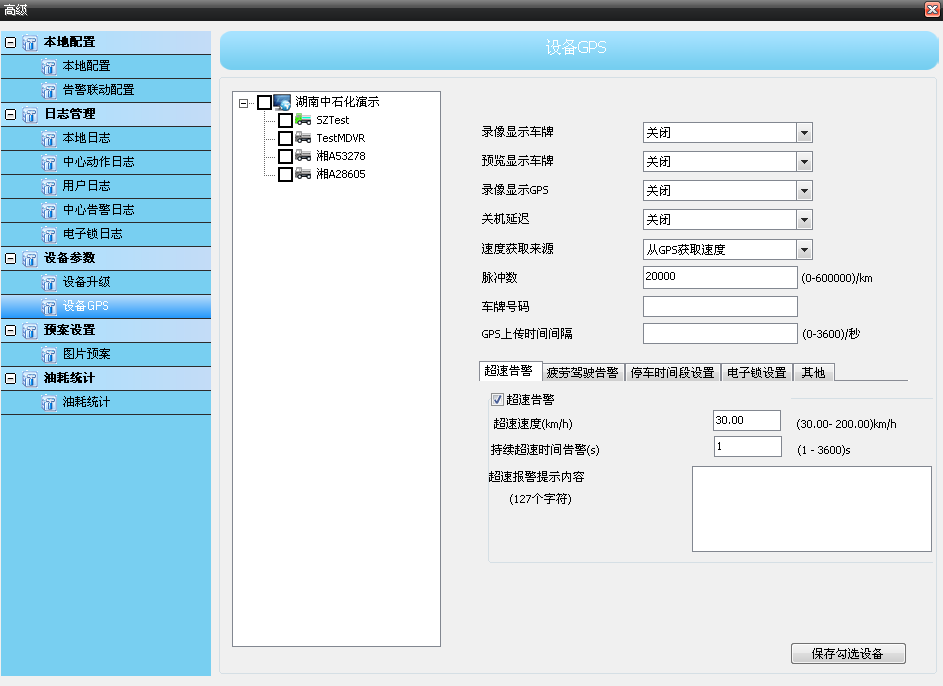 高级
本地配置
本地配置
告警联动配置
日志管理
本地日志
中心动作日志
用户日志
中心告警日志
电子锁日志
设备参数
设备升级
设备GPS
预案设置
图片预案
油耗统计
油耗统计
设备GPS
湖南中石化演示
SZTest
TestMDVR
湘A53278
湘A28605
录像显示车牌 关闭
预览显示车牌 关闭
录像显示GPS 关闭
关机延迟 关闭
速度获取来源 从GPS获取速度
脉冲数 20000 (0-600000)/km
车牌号码
GPS上传时间间隔 (0-3600)/秒
超速告警 疲劳驾驶告警 停车时间段设置 电子锁设置 其他
超速告警
超速速度(km/h) 30.00 (30.00- 200.00)km/h
持续超速时间告警(s) 1 (1 - 3600)s
超速报警提示内容
(127个字符)
保存勾选设备